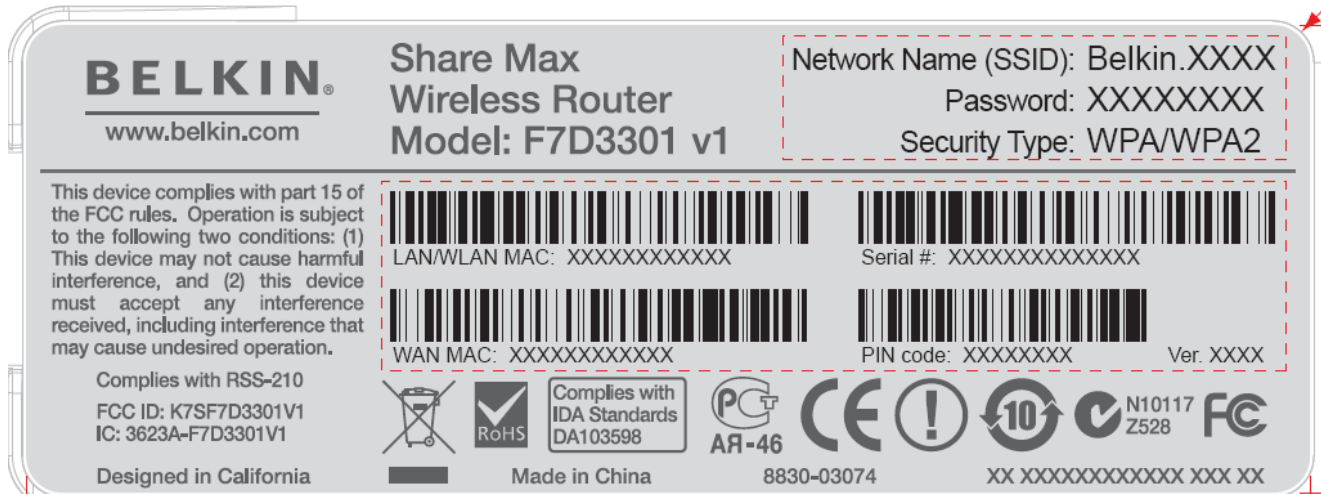 BELKIN®
www.belkin.com
Share Max
Wireless Router
Model: F7D3301 v1
Network Name (SSID): Belkin.XXXX
Password: XXXXXXXX
Security Type: WPA/WPA2
This device complies with part 15 of
the FCC rules. Operation is subject
to the following two conditions: (1)
This device may not cause harmful
interference, and (2) this device
must accept any interference
received, including interference that
may cause undesired operation.
Complies with RSS-210
FCC ID: K7SF7D3301V1
IC: 3623A-F7D3301V1
LAN/WLAN MAC: XXXXXXXXXXXX
Serial #: XXXXXXXXXXXXXX
WAN MAC: XXXXXXXXXXXX
PIN code: XXXXXXXX
Ver. XXXX
RoHS
Complies with
IDA Standards
DA103598
РСТ
АЯ-46
CE
!
10
N10117
Z528
FC
Designed in California
Made in China
8830-03074
XX XXXXXXXXXXXX XXX XX